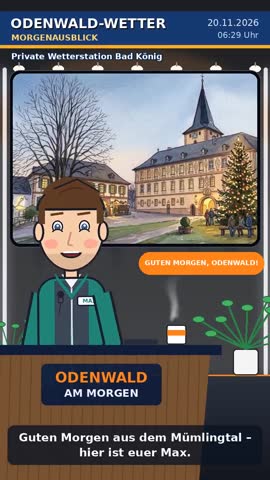 ODENWALD-WETTER
MORGENAUSBLICK
20.11.2026
06:29 Uhr
Private Wetterstation Bad König
GUTEN MORGEN, ODENWALD!
MA
ODENWALD
AM MORGEN
Guten Morgen aus dem Mümlingtal –
hier ist euer Max.